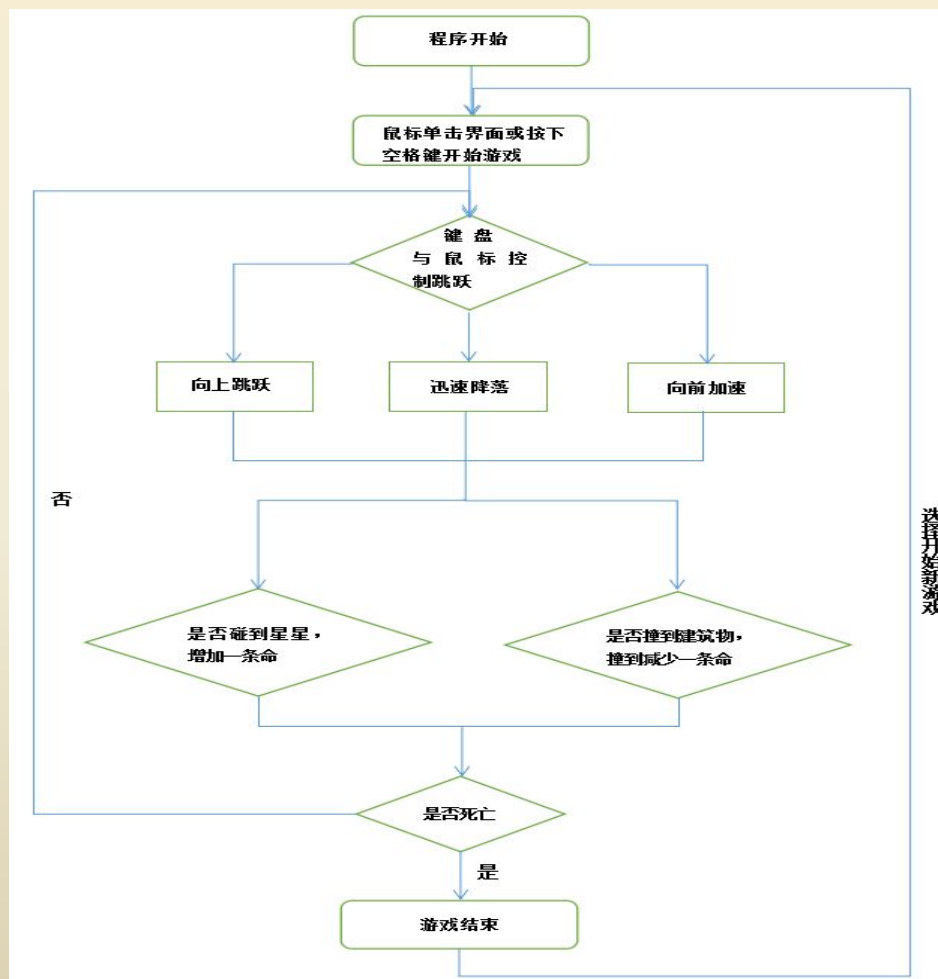 程序开始
鼠标单击界面或按下
空格键开始游戏
键 盘
与 鼠 标 控
制跳跃
向上跳跃
迅速降落
向前加速
否
选择开始新游戏
是否碰到星星，
增加一条命
是否撞到建筑物，
撞到减少一条命
是否死亡
是
游戏结束